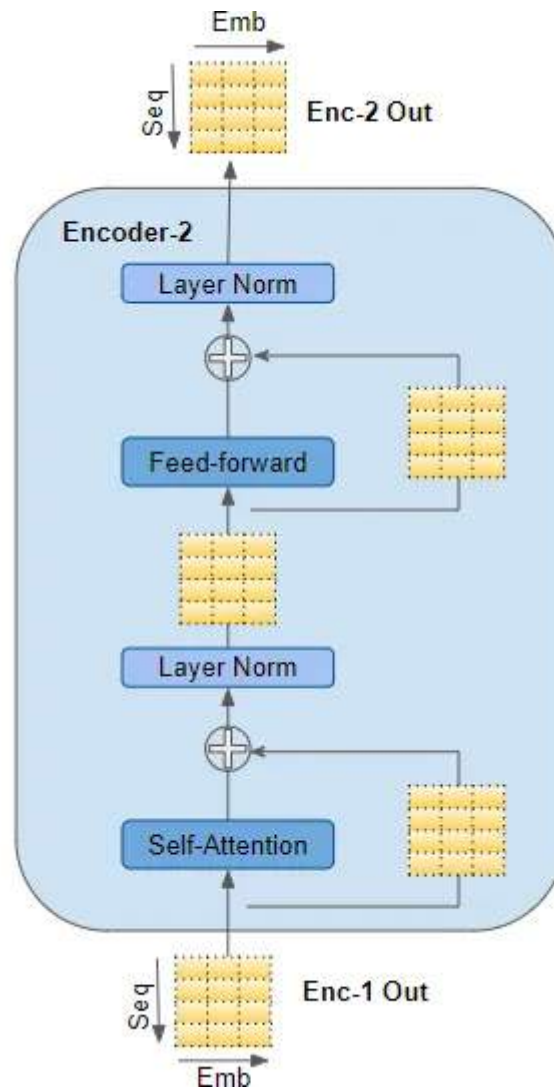 Emb
Seq
Enc-2 Out
Encoder-2
Layer Norm
Feed-forward
Layer Norm
Self-Attention
Seq
Enc-1 Out
Emb